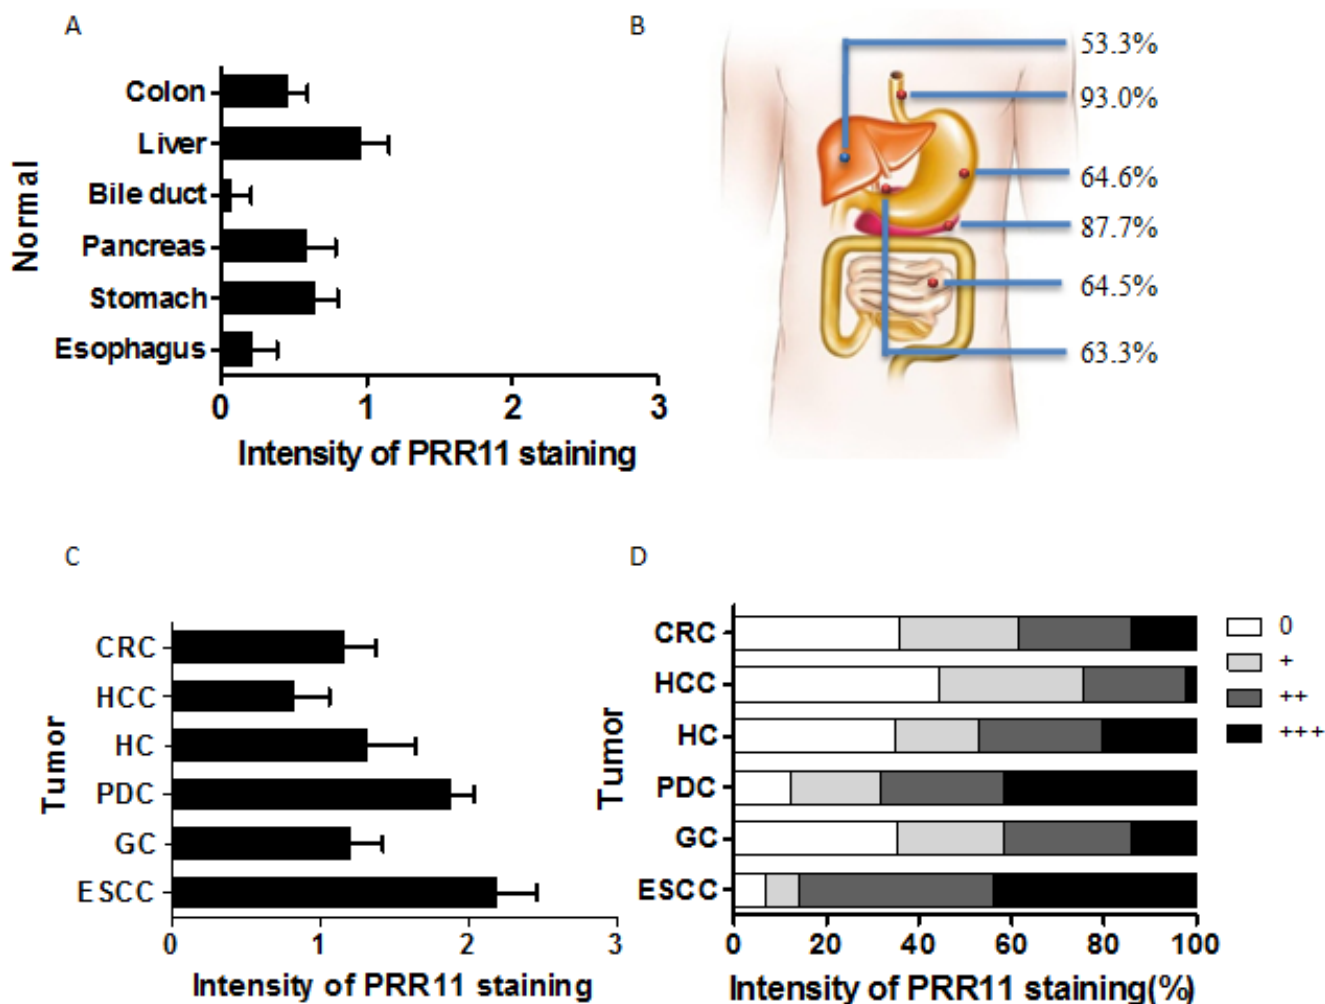 A
Normal
Colon
Liver
Bile duct
Pancreas
Stomach
Esophagus
0 1 2 3
Intensity of PRR11 staining
B
53.3%
93.0%
64.6%
87.7%
64.5%
63.3%
C
Tumor
CRC
HCC
HC
PDC
GC
ESCC
0 1 2 3
Intensity of PRR11 staining
D
Tumor
CRC
HCC
HC
PDC
GC
ESCC
0 20 40 60 80 100
Intensity of PRR11 staining(%)
0
+
++
+++